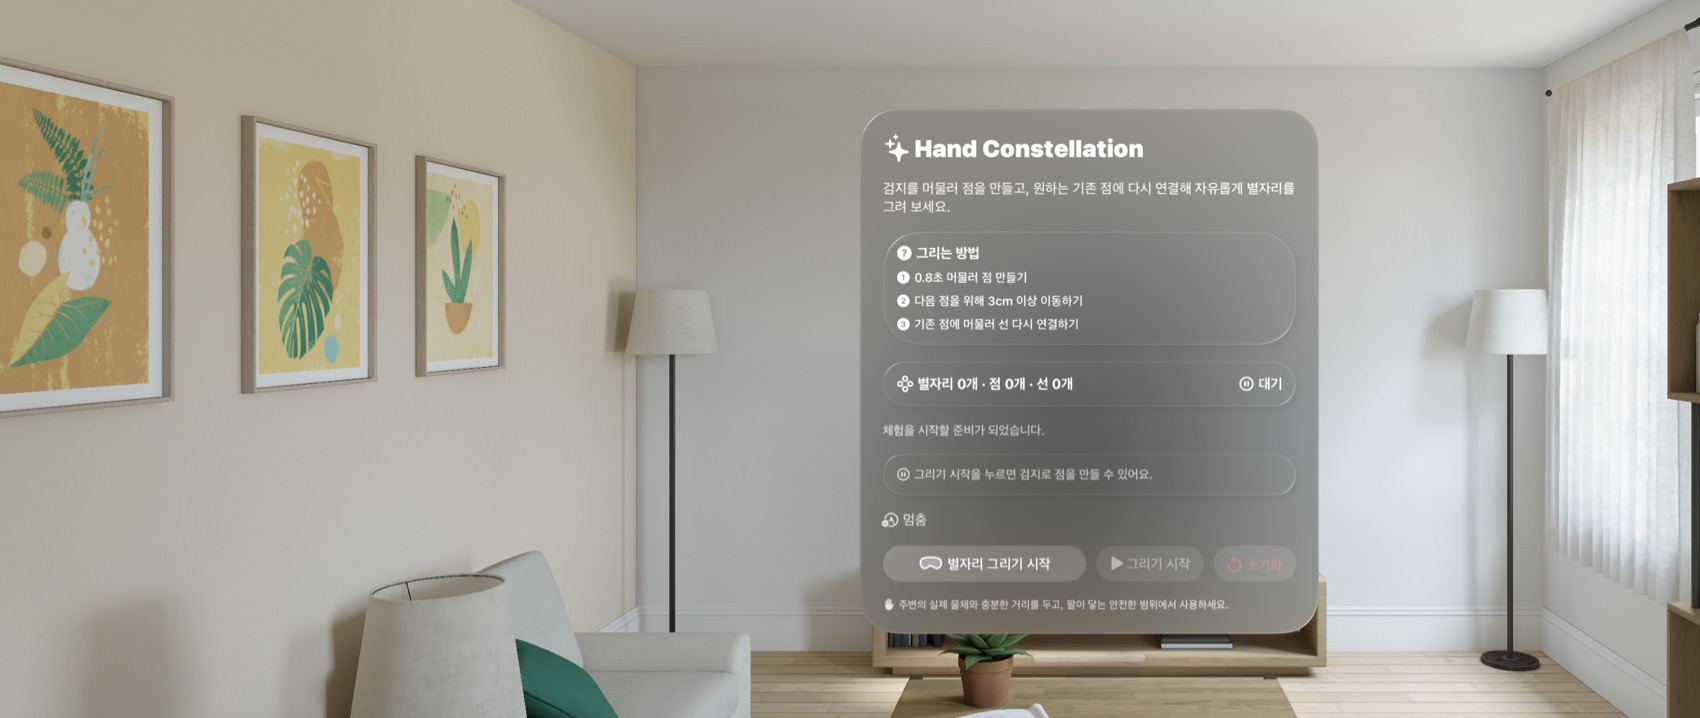 Hand Constellation
검지를 머물러 점을 만들고, 원하는 기존 점에 다시 연결해 자유롭게 별자리를
그려 보세요.
? 그리는 방법
1 0.8초 머물러 점 만들기
2 다음 점을 위해 3cm 이상 이동하기
3 기존 점에 머물러 선 다시 연결하기
별자리 0개 · 점 0개 · 선 0개 대기
체험을 시작할 준비가 되었습니다.
그리기 시작을 누르면 검지로 점을 만들 수 있어요.
멈춤
별자리 그리기 시작 그리기 시작 초기화
주변의 실제 물체와 충분한 거리를 두고, 팔이 닿는 안전한 범위에서 사용하세요.